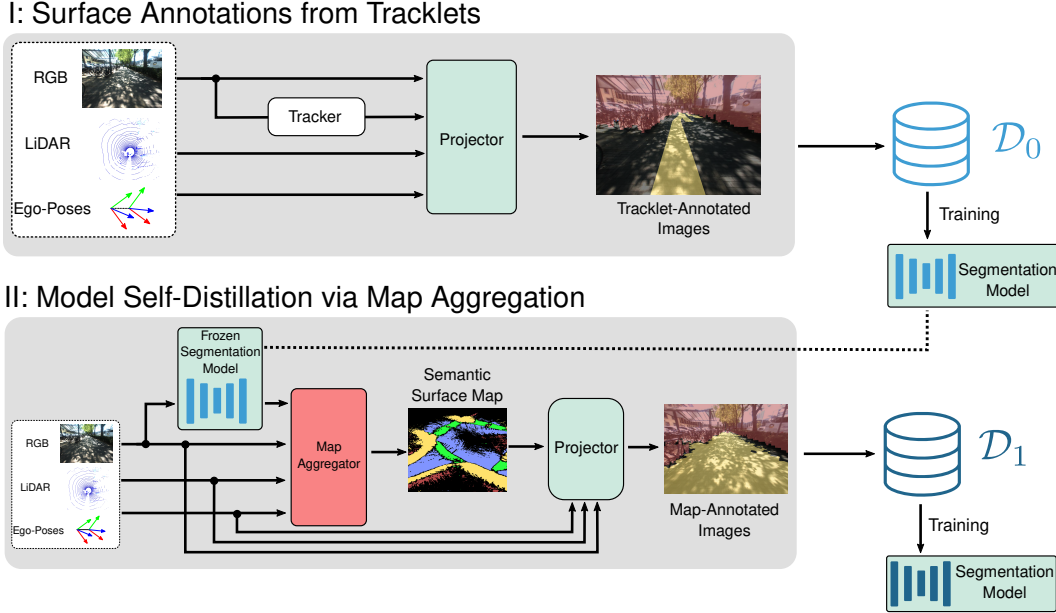 I: Surface Annotations from Tracklets
RGB
LiDAR
Ego-Poses
Tracker
Projector
Tracklet-Annotated
Images
D₀
Training
Segmentation
Model
II: Model Self-Distillation via Map Aggregation
Frozen
Segmentation
Model
RGB
LiDAR
Ego-Poses
Map
Aggregator
Semantic
Surface Map
Projector
Map-Annotated
Images
D₁
Training
Segmentation
Model